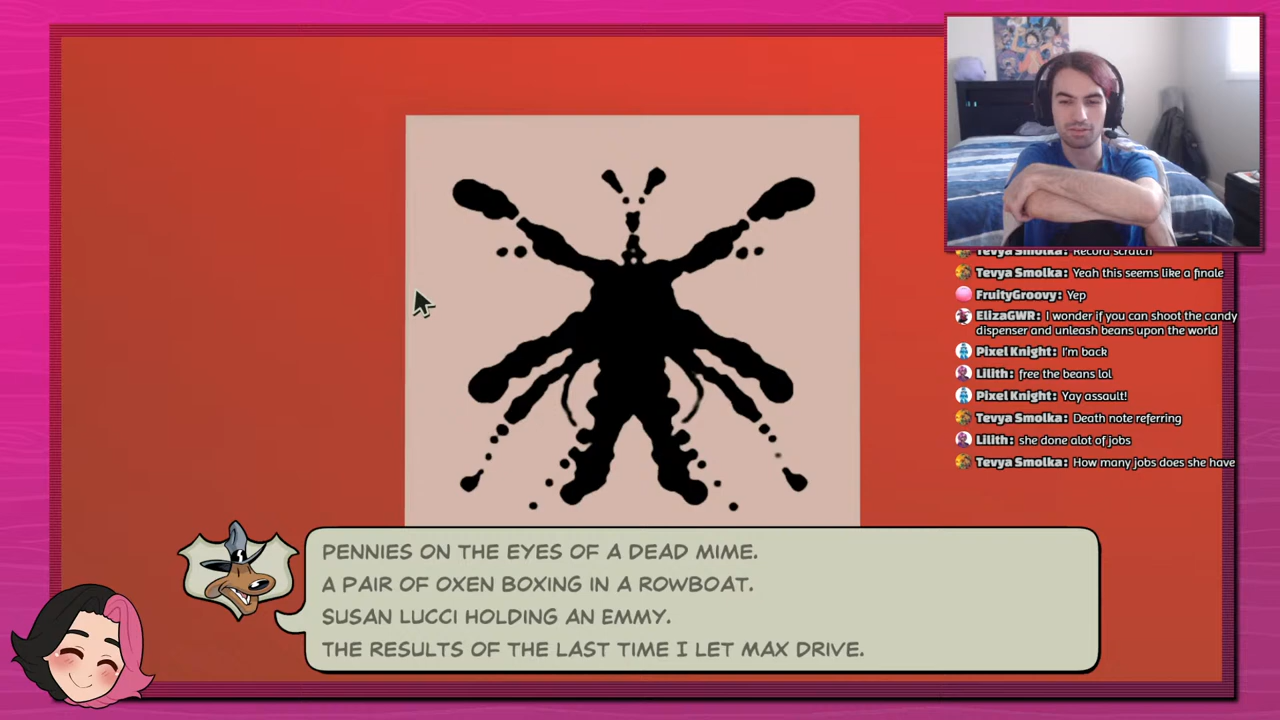 Tevya Smolka: Record scratch
Tevya Smolka: Yeah this seems like a finale
FruityGroovy: Yep
ElizaGWR: I wonder if you can shoot the candy
dispenser and unleash beans upon the world
Pixel Knight: I'm back
Lilith: free the beans lol
Pixel Knight: Yay assault!
Tevya Smolka: Death note referring
Lilith: she done alot of jobs
Tevya Smolka: How many jobs does she have
PENNIES ON THE EYES OF A DEAD MIME.
A PAIR OF OXEN BOXING IN A ROWBOAT.
SUSAN LUCCI HOLDING AN EMMY.
THE RESULTS OF THE LAST TIME I LET MAX DRIVE.